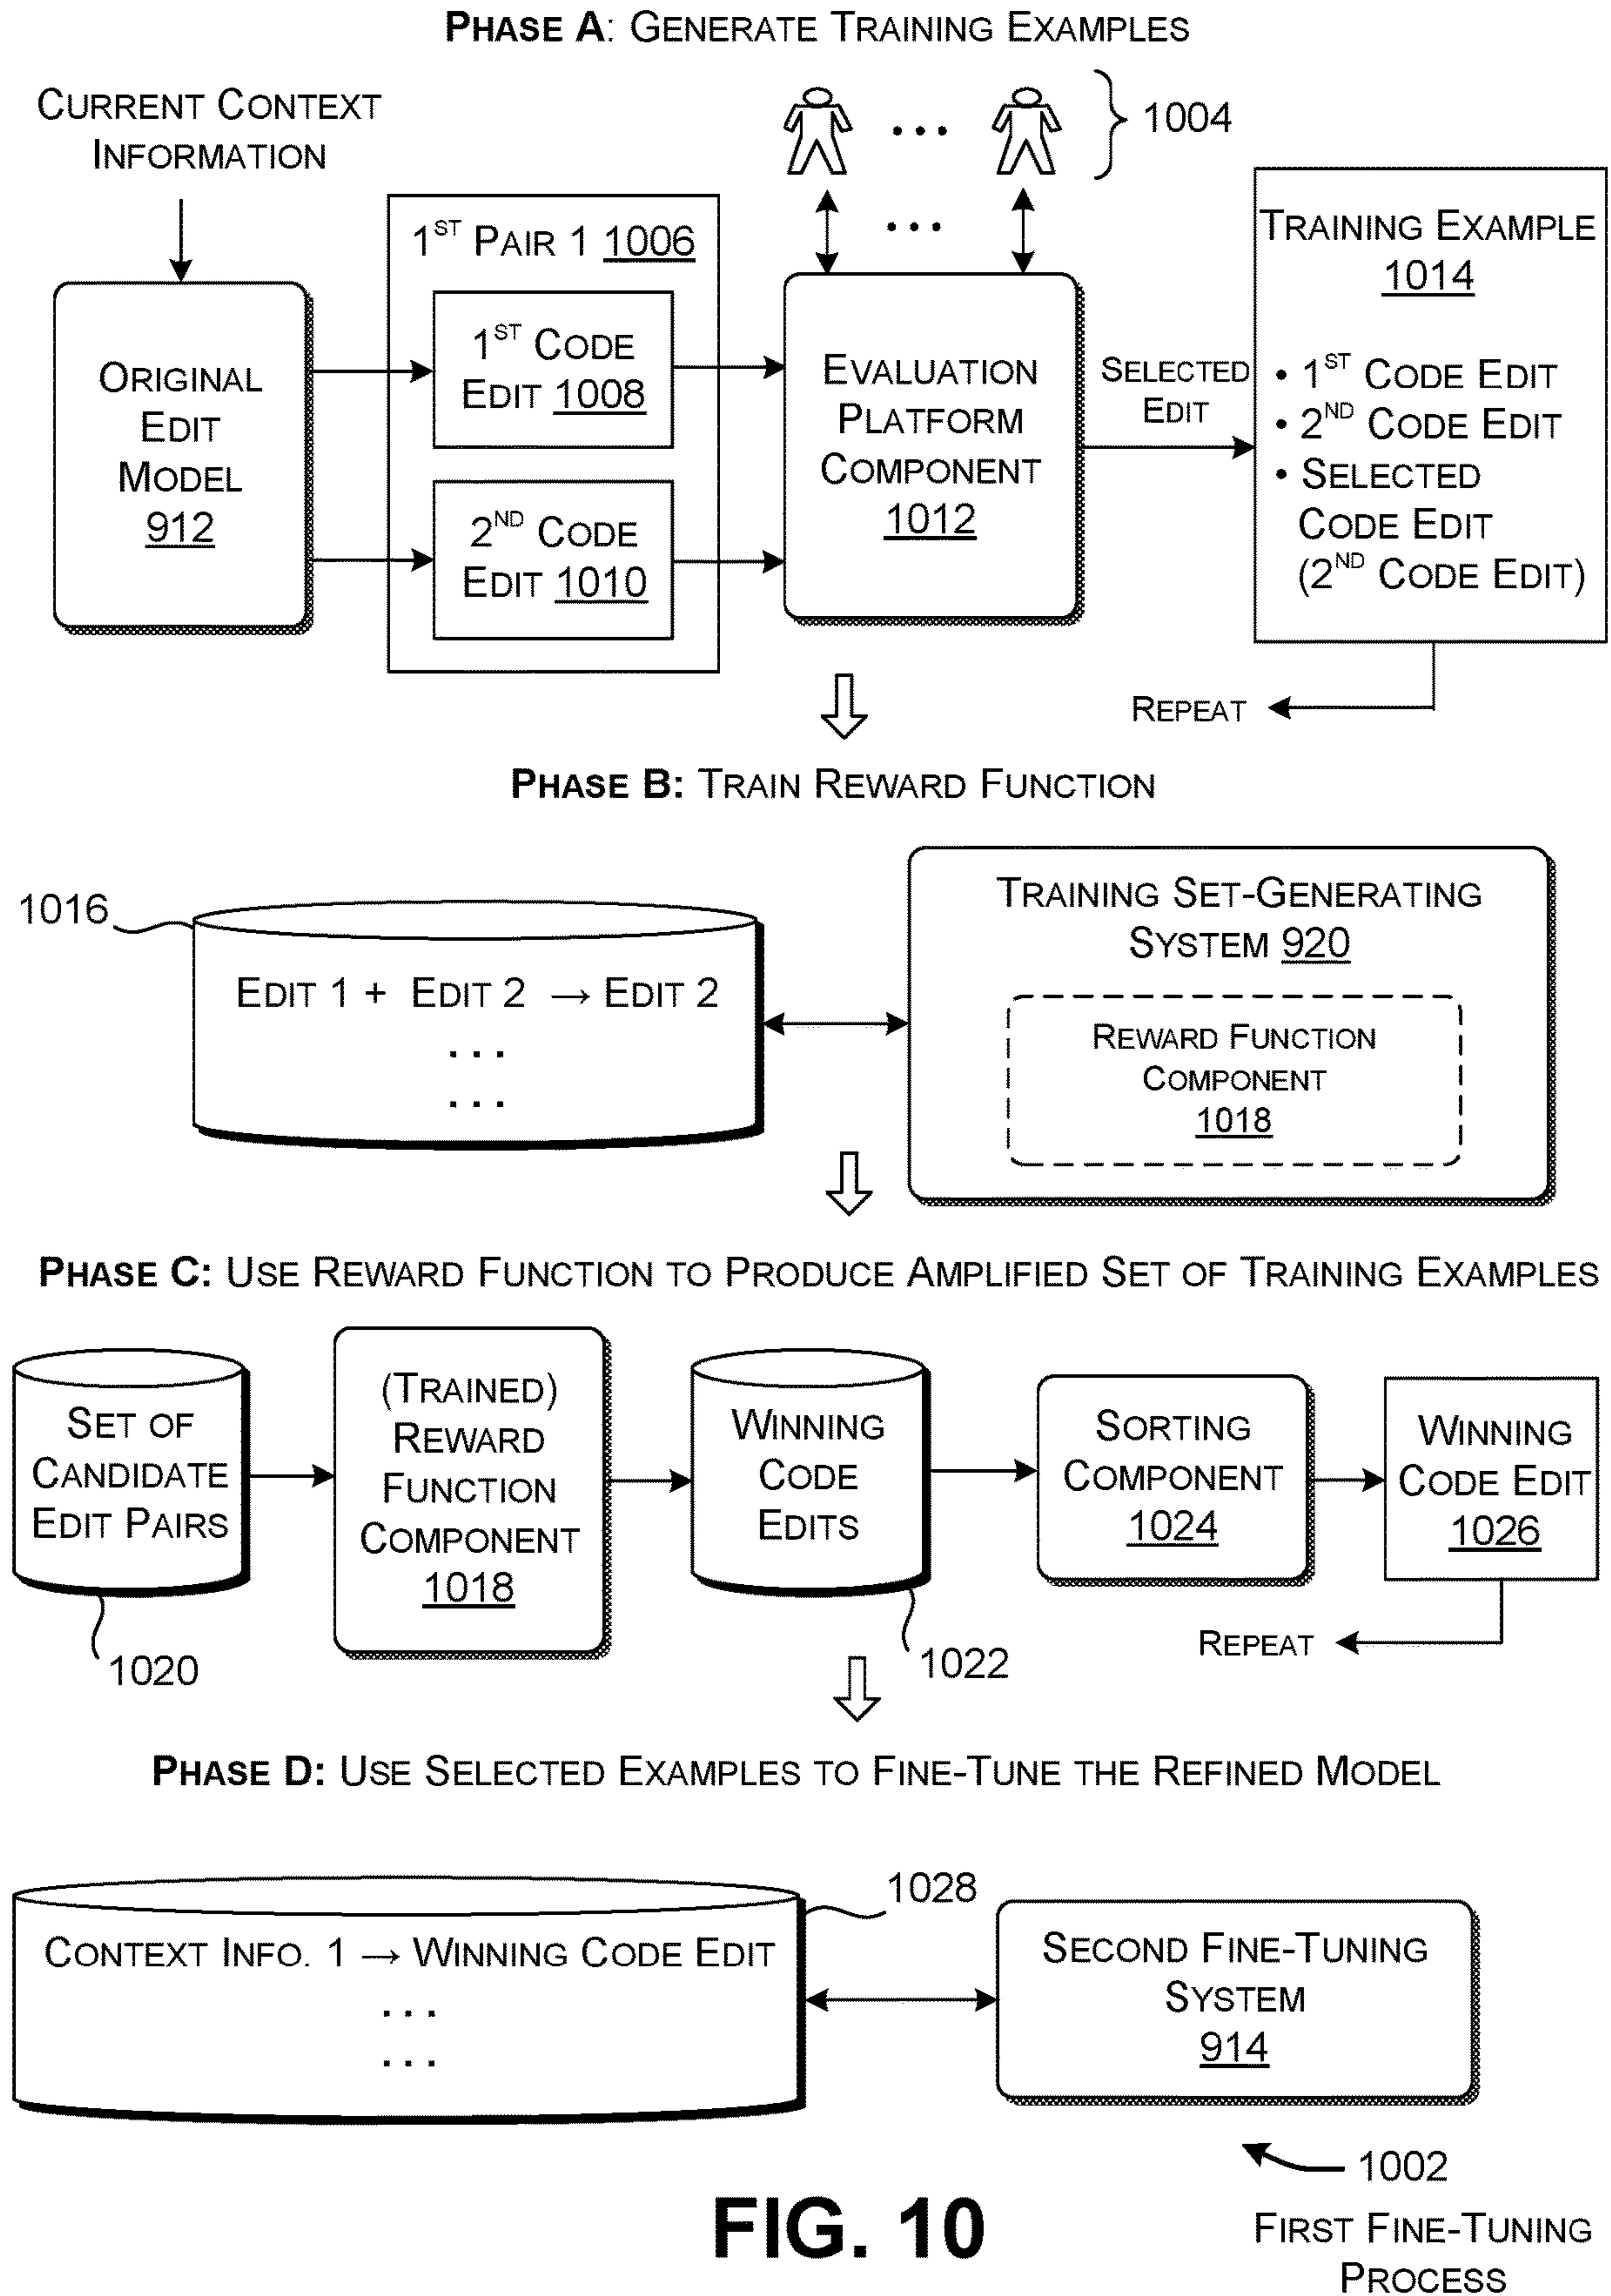 PHASE A: GENERATE TRAINING EXAMPLES
CURRENT CONTEXT
INFORMATION
1004
1ST PAIR 1 1006
ORIGINAL
EDIT
MODEL
912
1ST CODE
EDIT 1008
2ND CODE
EDIT 1010
...
...
EVALUATION
PLATFORM
COMPONENT
1012
SELECTED
EDIT
TRAINING EXAMPLE
1014
• 1ST CODE EDIT
• 2ND CODE EDIT
• SELECTED
CODE EDIT
(2ND CODE EDIT)
REPEAT
PHASE B: TRAIN REWARD FUNCTION
1016
EDIT 1 + EDIT 2 → EDIT 2
...
...
TRAINING SET-GENERATING
SYSTEM 920
REWARD FUNCTION
COMPONENT
1018
PHASE C: USE REWARD FUNCTION TO PRODUCE AMPLIFIED SET OF TRAINING EXAMPLES
SET OF
CANDIDATE
EDIT PAIRS
1020
(TRAINED)
REWARD
FUNCTION
COMPONENT
1018
WINNING
CODE
EDITS
1022
SORTING
COMPONENT
1024
WINNING
CODE EDIT
1026
REPEAT
PHASE D: USE SELECTED EXAMPLES TO FINE-TUNE THE REFINED MODEL
1028
CONTEXT INFO. 1 → WINNING CODE EDIT
...
...
SECOND FINE-TUNING
SYSTEM
914
1002
FIRST FINE-TUNING
PROCESS
FIG. 10